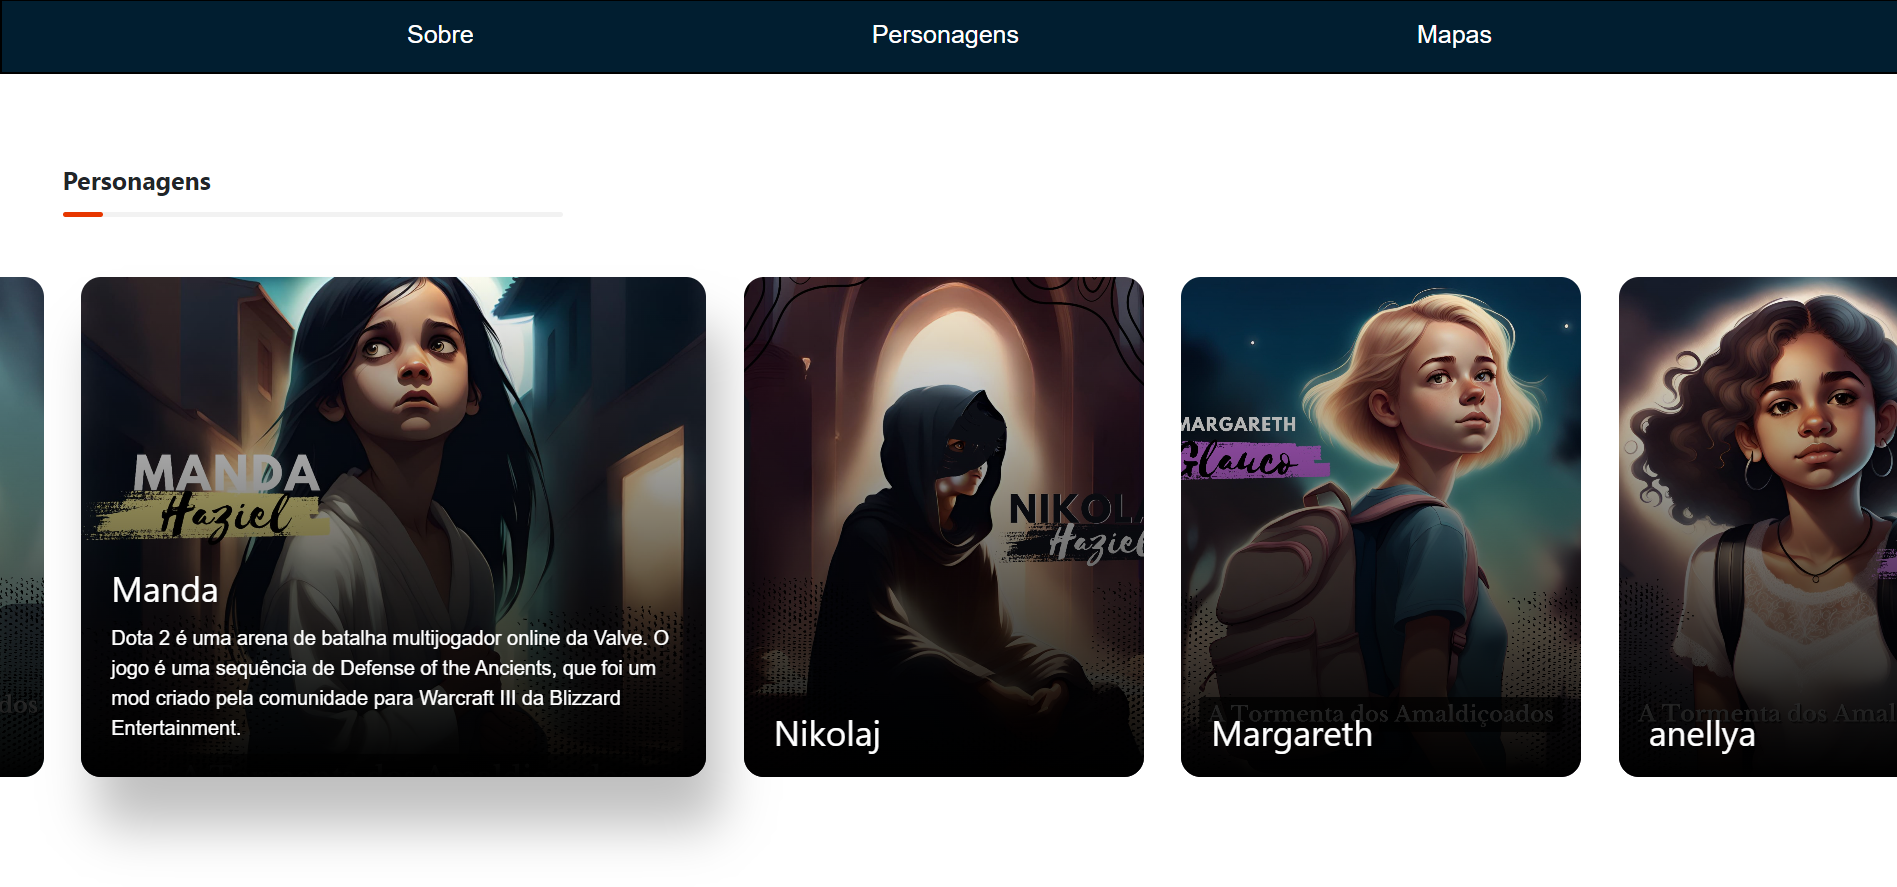 Sobre Personagens Mapas
Personagens
MANDA
Haziel
Manda
Dota 2 é uma arena de batalha multijogador online da Valve. O
jogo é uma sequência de Defense of the Ancients, que foi um
mod criado pela comunidade para Warcraft III da Blizzard
Entertainment.
NIKOLA
Haziel
Nikolaj
MARGARETH
Glauco
A Tormenta dos Amaldiçoados
Margareth
A Tormenta dos Amal
anellya
dos